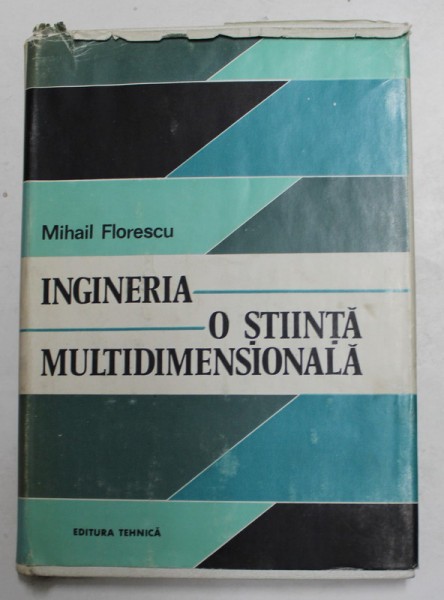 Mihail Florescu
INGINERIA
O ȘTIINȚĂ
MULTIDIMENSIONALĂ
EDITURA TEHNICĂ